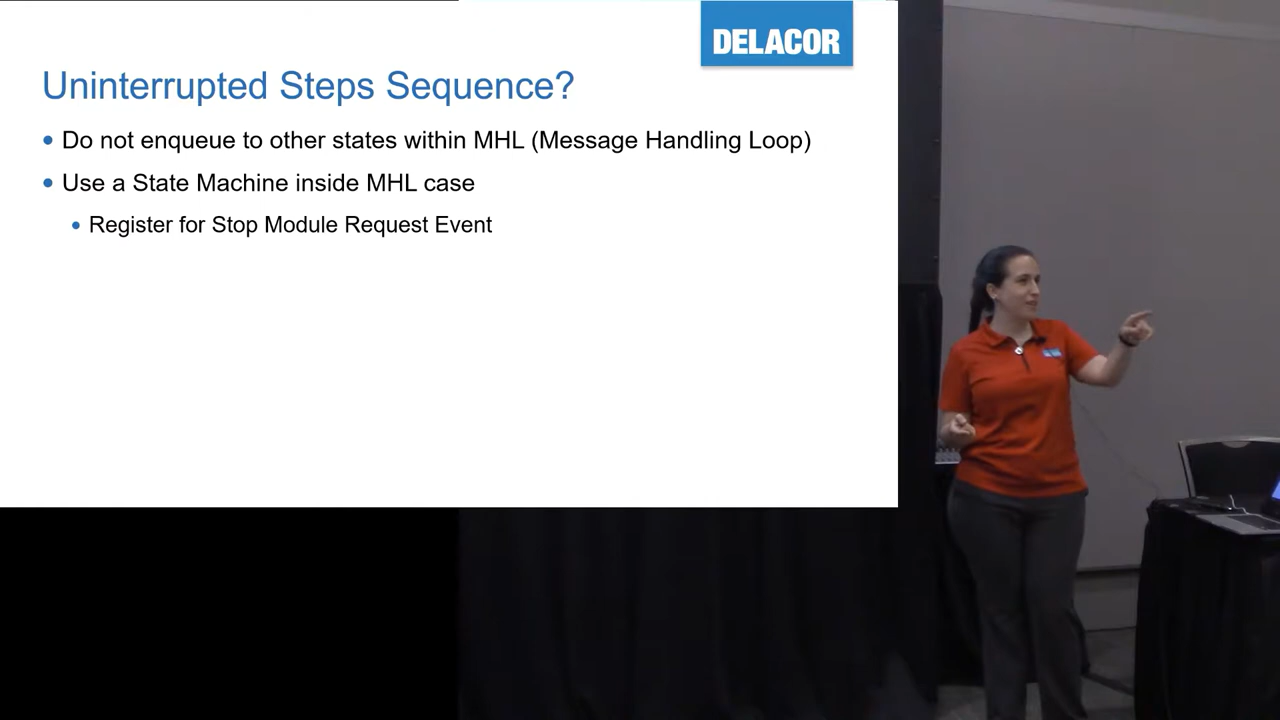 DELACOR
Uninterrupted Steps Sequence?
Do not enqueue to other states within MHL (Message Handling Loop)
Use a State Machine inside MHL case
Register for Stop Module Request Event